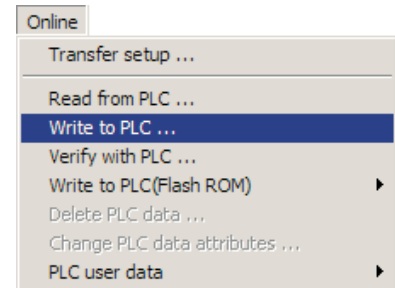 Online
Transfer setup ...
Read from PLC ...
Write to PLC ...
Verify with PLC ...
Write to PLC(Flash ROM)
Delete PLC data ...
Change PLC data attributes ...
PLC user data